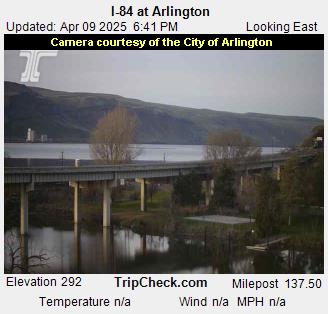 I-84 at Arlington
Updated: Apr 09 2025 6:41 PM Looking East
Camera courtesy of the City of Arlington
Elevation 292 TripCheck.com Milepost 137.50
Temperature n/a Wind n/a MPH n/a